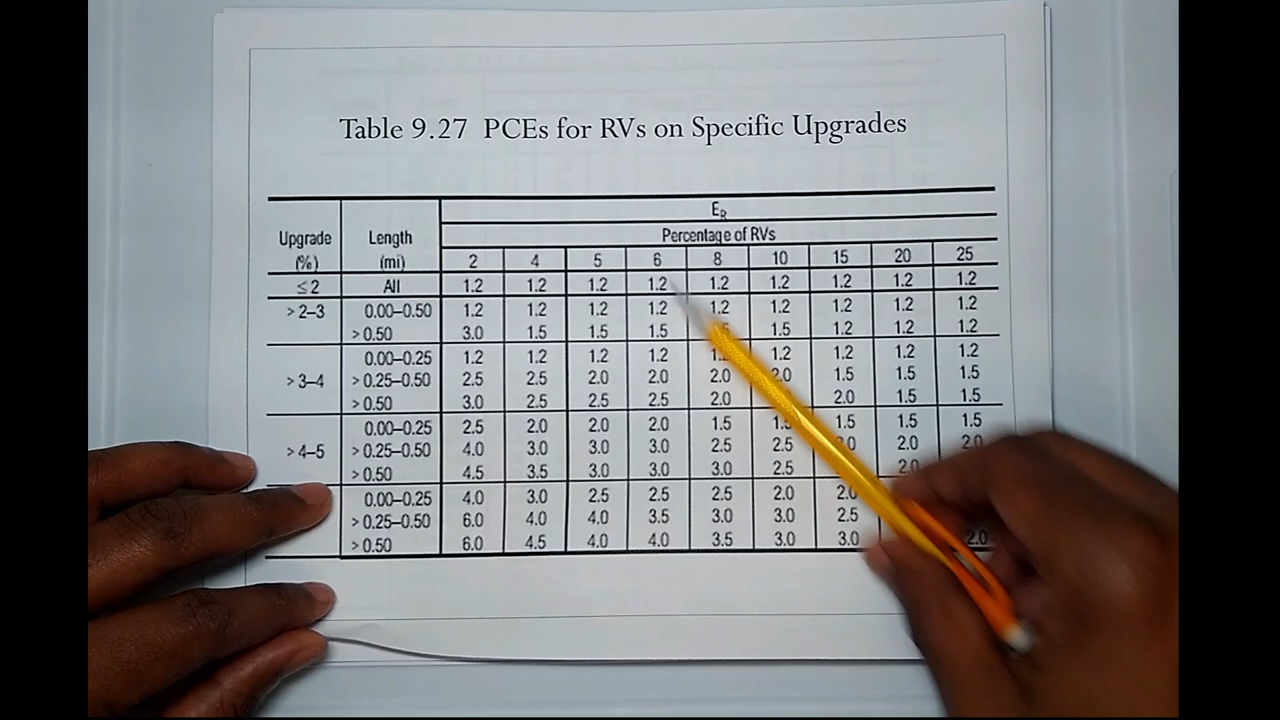 Table 9.27 PCEs for RVs on Specific Upgrades
E_R
Percentage of RVs
Upgrade (%) Length (mi) 2 4 5 6 8 10 15 20 25
≤ 2 All 1.2 1.2 1.2 1.2 1.2 1.2 1.2 1.2 1.2
> 2–3 0.00–0.50 1.2 1.2 1.2 1.2 1.2 1.2 1.2 1.2 1.2
> 0.50 3.0 1.5 1.5 1.5 1.5 1.2 1.2 1.2
0.00–0.25 1.2 1.2 1.2 1.2 1.2 1.2 1.2 1.2
> 3–4 > 0.25–0.50 2.5 2.5 2.0 2.0 2.0 2.0 1.5 1.5 1.5
> 0.50 3.0 2.5 2.5 2.5 2.0 2.0 1.5 1.5
0.00–0.25 2.5 2.0 2.0 2.0 1.5 1.5 1.5 1.5
> 4–5 > 0.25–0.50 4.0 3.0 3.0 3.0 2.5 2.5 2.0 2.0
> 0.50 4.5 3.5 3.0 3.0 3.0 2.5 2.0
0.00–0.25 4.0 3.0 2.5 2.5 2.5 2.0 2.0
> 0.25–0.50 6.0 4.0 4.0 3.5 3.0 3.0 2.5
> 0.50 6.0 4.5 4.0 4.0 3.5 3.0 3.0 2.0